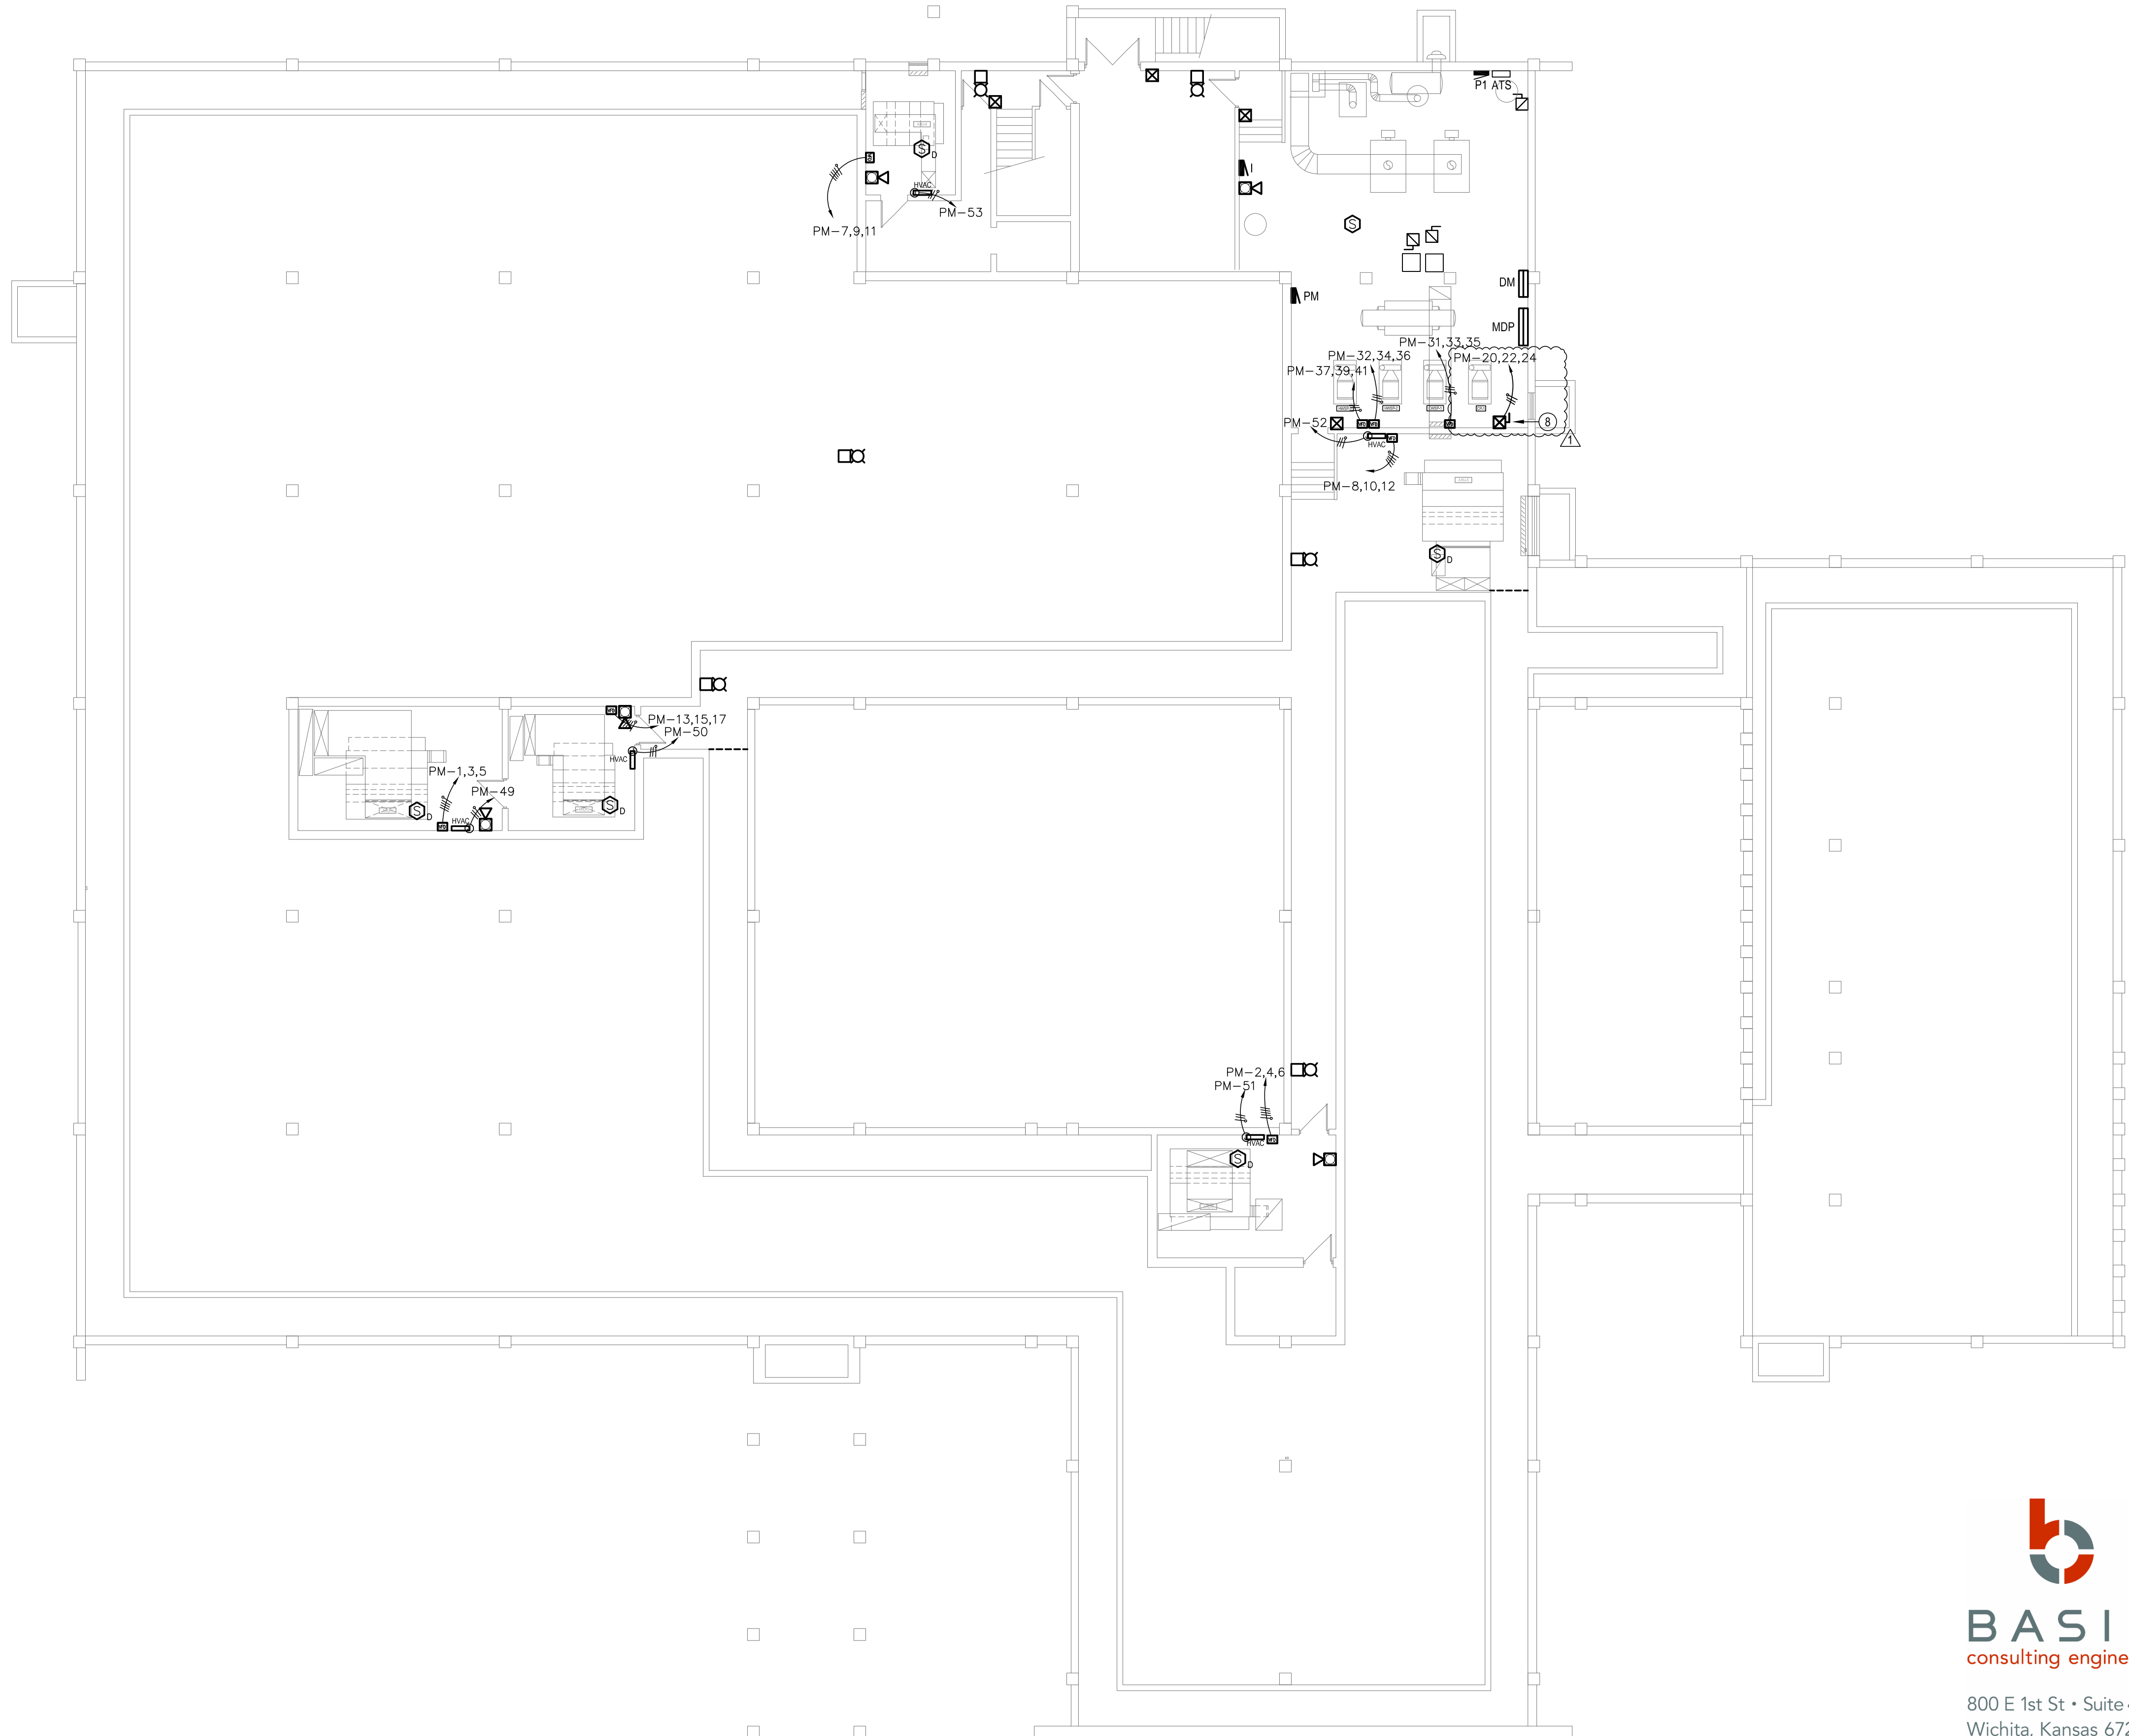 P1 ATS
S
D
HVAC
PM-53
PM-7,9,11
S
DM
PM
MDP
PM-31,33,35
PM-32,34,36
PM-20,22,24
PM-37,39,41
PM-52
8
HVAC
1
PM-8,10,12
S
D
PM-13,15,17
PM-50
HVAC
PM-1,3,5
PM-49
S
D
HVAC
S
D
PM-2,4,6
PM-51
HVAC
S
D
b
BASI
consulting engine
800 E 1st St • Suite
Wichita, Kansas 672